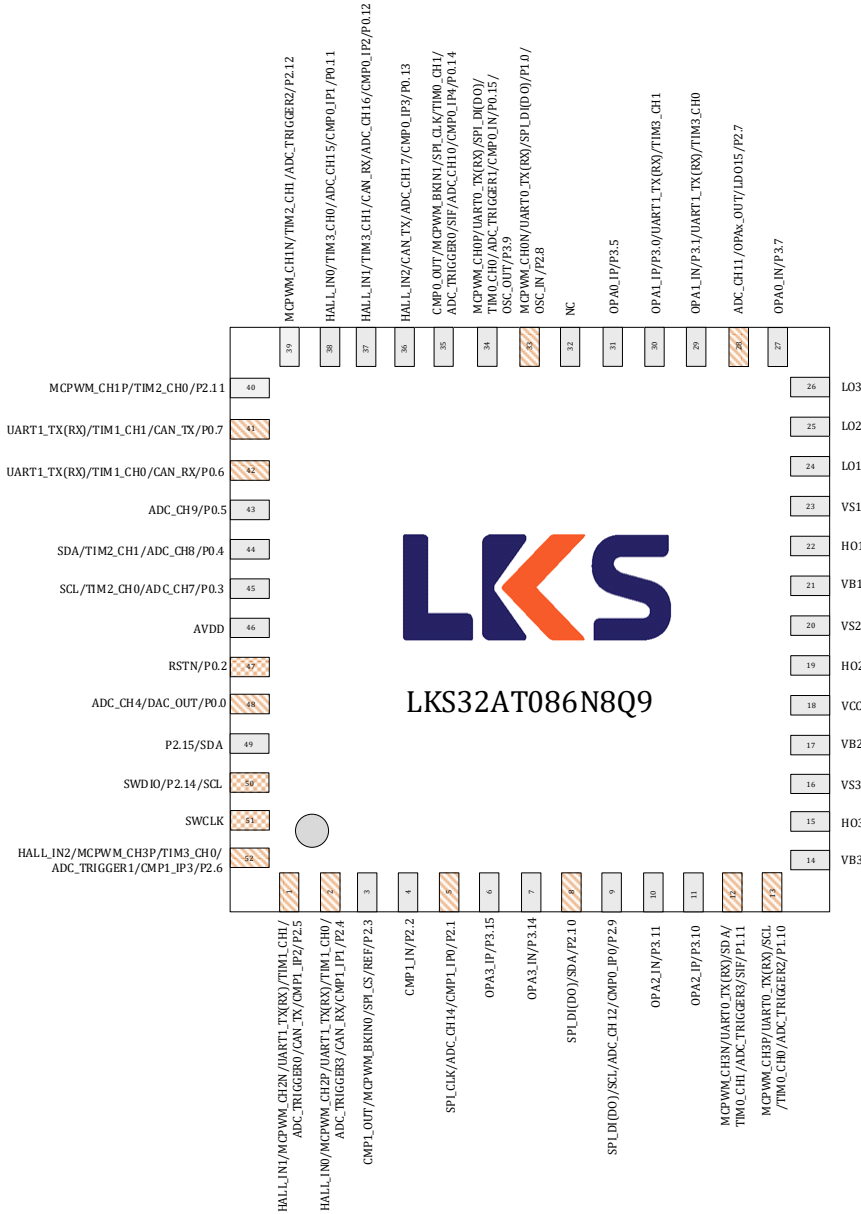 MCPWM_CH1N/TIM2_CH1/ADC_TRIGGER2/P2.12
HALL_IN0/TIM3_CH0/ADC_CH15/CMP0_IP1/P0.11
HALL_IN1/TIM3_CH1/CAN_RX/ADC_CH16/CMP0_IP2/P0.12
HALL_IN2/CAN_TX/ADC_CH17/CMP0_IP3/P0.13
CMP0_OUT/MCPWM_BKIN1/SPI_CLK/TIM0_CH1/
ADC_TRIGGER0/SIF/ADC_CH10/CMP0_IP4/P0.14
MCPWM_CH0P/UART0_TX(RX)/SPI_DI(DO)/
TIM0_CH0/ADC_TRIGGER1/CMP0_IN/P0.15/
OSC_OUT/P3.9
MCPWM_CH0N/UART0_TX(RX)/SPI_DI(DO)/P1.0/
OSC_IN/P2.8
NC
OPA0_IP/P3.5
OPA1_IP/P3.0/UART1_TX(RX)/TIM3_CH1
OPA1_IN/P3.1/UART1_TX(RX)/TIM3_CH0
ADC_CH11/OPAx_OUT/LDO15/P2.7
OPA0_IN/P3.7
39
38
37
36
35
34
33
32
31
30
29
28
27
MCPWM_CH1P/TIM2_CH0/P2.11
40
UART1_TX(RX)/TIM1_CH1/CAN_TX/P0.7
41
UART1_TX(RX)/TIM1_CH0/CAN_RX/P0.6
42
ADC_CH9/P0.5
43
SDA/TIM2_CH1/ADC_CH8/P0.4
44
SCL/TIM2_CH0/ADC_CH7/P0.3
45
AVDD
46
RSTN/P0.2
47
ADC_CH4/DAC_OUT/P0.0
48
P2.15/SDA
49
SWDIO/P2.14/SCL
50
SWCLK
51
HALL_IN2/MCPWM_CH3P/TIM3_CH0/
ADC_TRIGGER1/CMP1_IP3/P2.6
52
LKS
LKS32AT086N8Q9
26
LO3
25
LO2
24
LO1
23
VS1
22
HO1
21
VB1
20
VS2
19
HO2
18
VCC
17
VB2
16
VS3
15
HO3
14
VB3
1
2
3
4
5
6
7
8
9
10
11
12
13
HALL_IN1/MCPWM_CH2N/UART1_TX(RX)/TIM1_CH1/
ADC_TRIGGER0/CAN_TX/CMP1_IP2/P2.5
HALL_IN0/MCPWM_CH2P/UART1_TX(RX)/TIM1_CH0/
ADC_TRIGGER3/CAN_RX/CMP1_IP1/P2.4
CMP1_OUT/MCPWM_BKIN0/SPI_CS/REF/P2.3
CMP1_IN/P2.2
SPI_CLK/ADC_CH14/CMP1_IP0/P2.1
OPA3_IP/P3.15
OPA3_IN/P3.14
SPI_DI(DO)/SDA/P2.10
SPI_DI(DO)/SCL/ADC_CH12/CMP0_IP0/P2.9
OPA2_IN/P3.11
OPA2_IP/P3.10
MCPWM_CH3N/UART0_TX(RX)/SDA/
TIM0_CH1/ADC_TRIGGER3/SIF/P1.11
MCPWM_CH3P/UART0_TX(RX)/SCL
/TIM0_CH0/ADC_TRIGGER2/P1.10